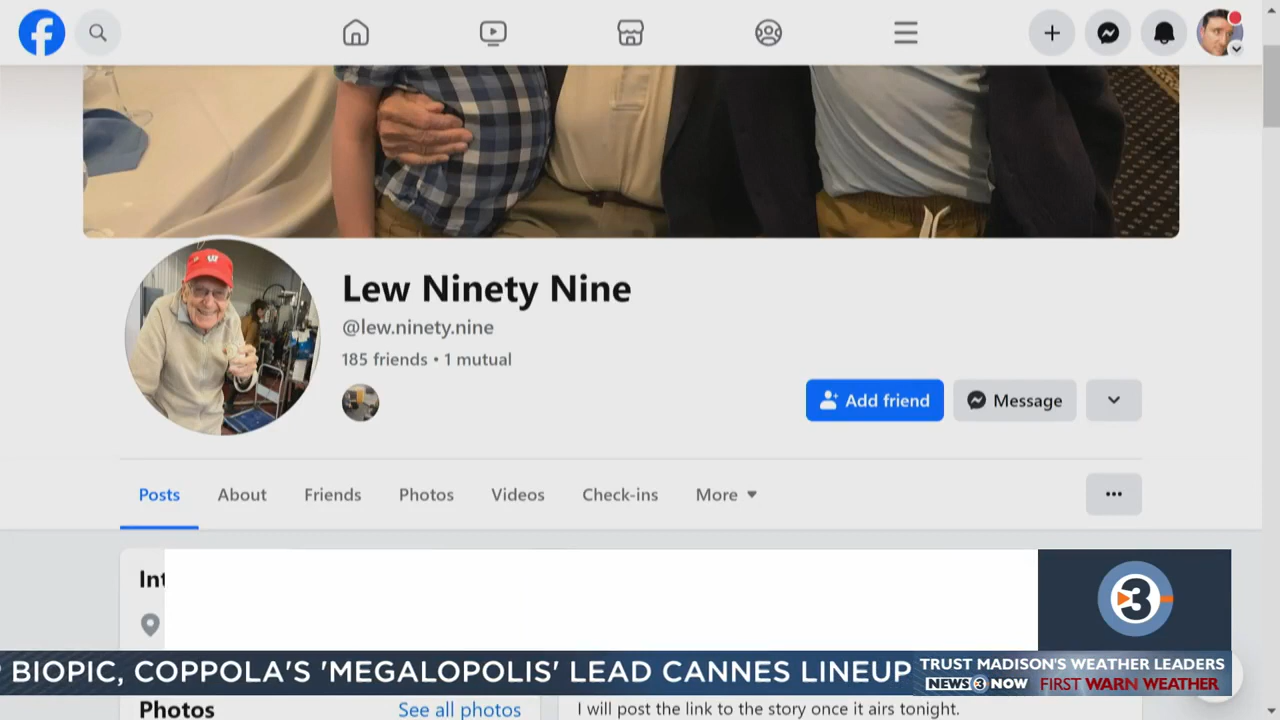 Lew Ninety Nine
@lew.ninety.nine
185 friends • 1 mutual
Add friend
Message
Posts
About
Friends
Photos
Videos
Check-ins
More
BIOPIC, COPPOLA'S 'MEGALOPOLIS' LEAD CANNES LINEUP
3
TRUST MADISON'S WEATHER LEADERS
NEWS 3 NOW FIRST WARN WEATHER
Photos
See all photos
I will post the link to the story once it airs tonight.